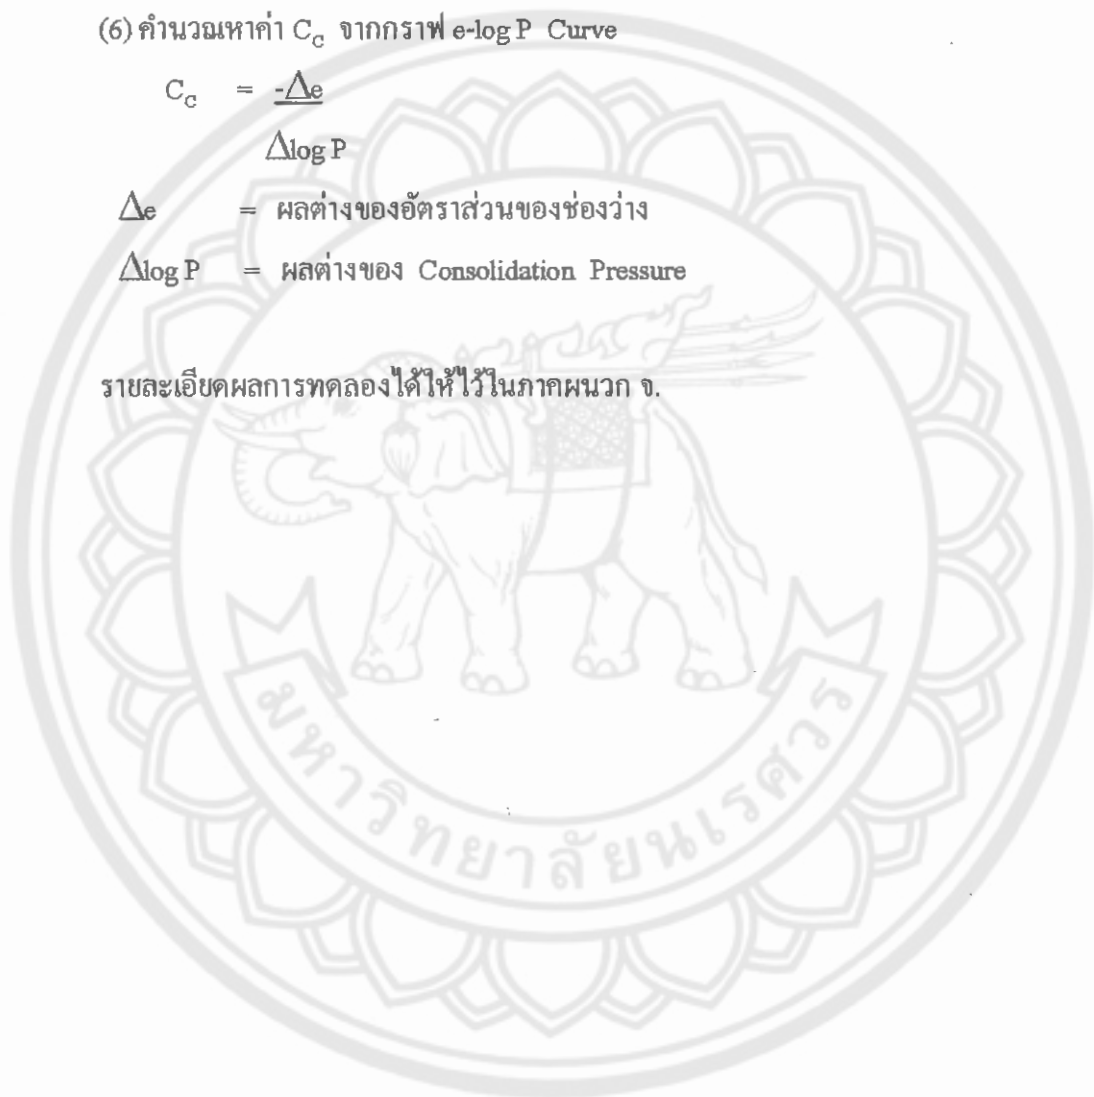 (6) คำนวณหาค่า C_C จากกราฟ e-log P Curve
C_C = -Δe
Δlog P
Δe = ผลต่างของอัตราส่วนของช่องว่าง
Δlog P = ผลต่างของ Consolidation Pressure
รายละเอียดผลการทดลองได้ให้ไว้ในภาคผนวก จ.
มหาวิทยาลัยนเรศวร